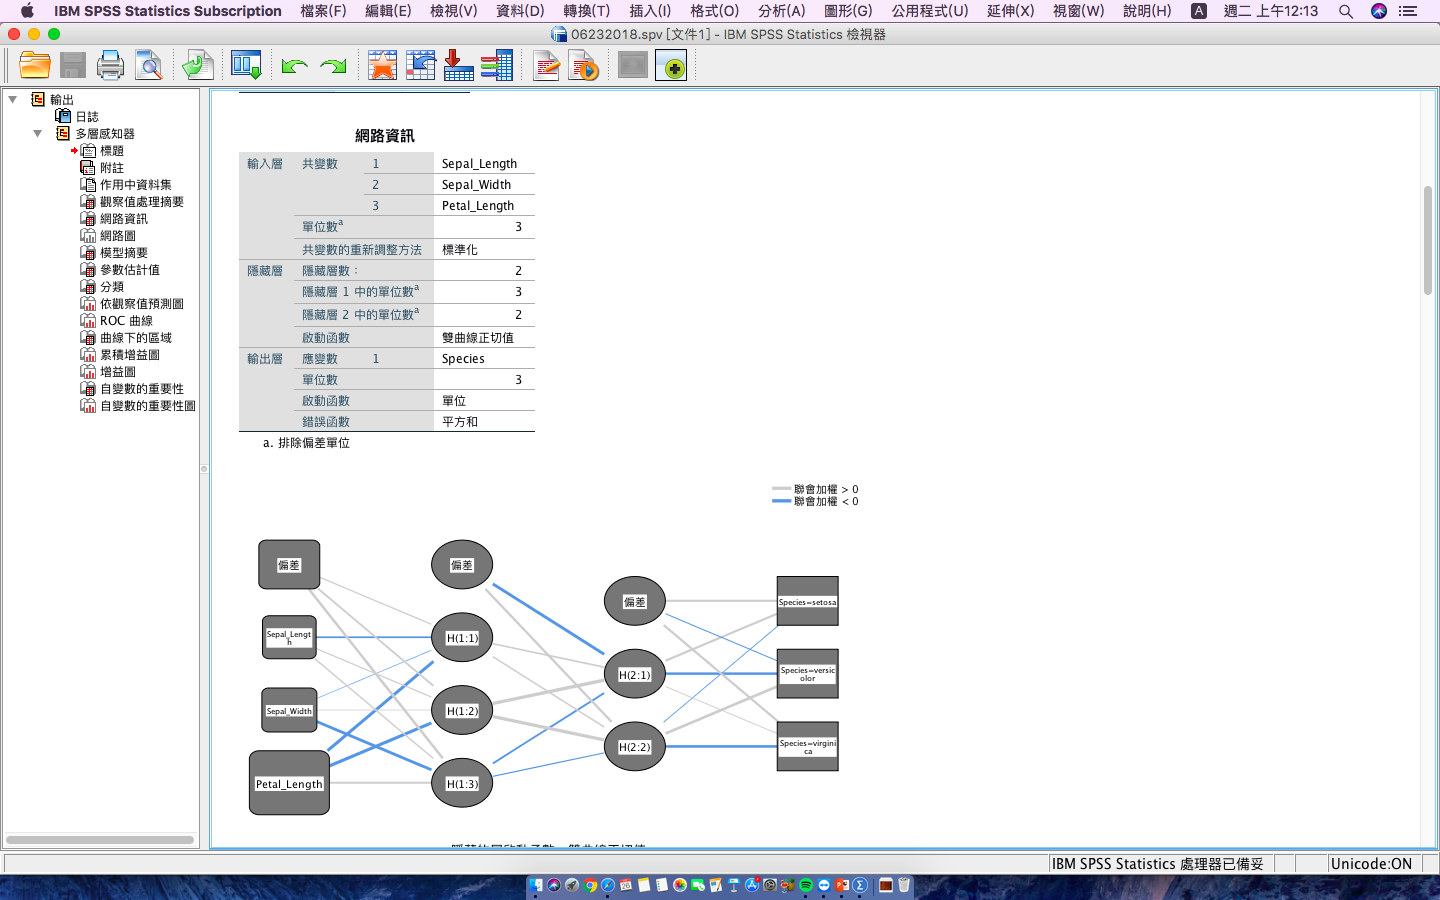 IBM SPSS Statistics Subscription 檔案(F) 編輯(E) 檢視(V) 資料(D) 轉換(T) 插入(I) 格式(O) 分析(A) 圖形(G) 公用程式(U) 延伸(X) 視窗(W) 說明(H) A 週二 上午12:13
06232018.spv [文件1] - IBM SPSS Statistics 檢視器
輸出
日誌
多層感知器
標題
附註
作用中資料集
觀察值處理摘要
網路資訊
網路圖
模型摘要
參數估計值
分類
依觀察值預測圖
ROC 曲線
曲線下的區域
累積增益圖
增益圖
自變數的重要性
自變數的重要性圖
網路資訊
輸入層 共變數 1 Sepal_Length
2 Sepal_Width
3 Petal_Length
單位數a 3
共變數的重新調整方法 標準化
隱藏層 隱藏層數： 2
隱藏層 1 中的單位數a 3
隱藏層 2 中的單位數a 2
啟動函數 雙曲線正切值
輸出層 應變數 1 Species
單位數 3
啟動函數 單位
錯誤函數 平方和
a. 排除偏差單位
聯會加權 > 0
聯會加權 < 0
偏差
Sepal_Lengt
h
Sepal_Width
Petal_Length
偏差
H(1:1)
H(1:2)
H(1:3)
偏差
H(2:1)
H(2:2)
Species=setosa
Species=versic
olor
Species=virgini
ca
IBM SPSS Statistics 處理器已備妥 Unicode:ON